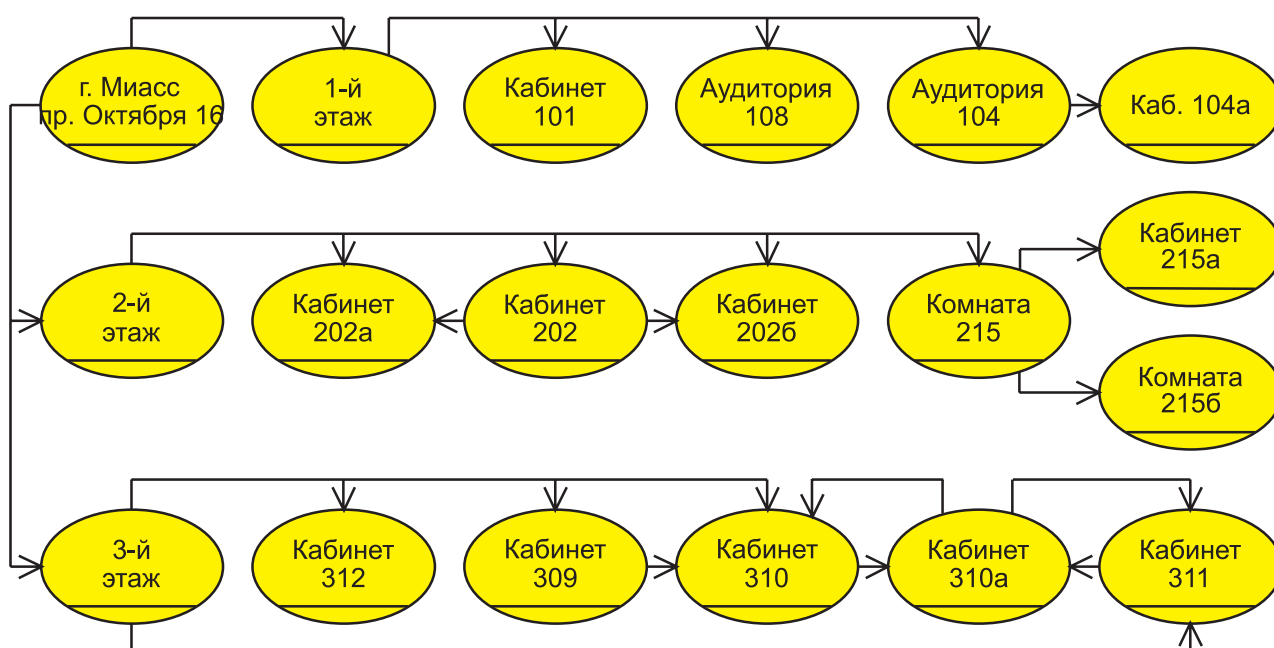 г. Миасс
пр. Октября 16
1-й
этаж
Кабинет
101
Аудитория
108
Аудитория
104
Каб. 104а
2-й
этаж
Кабинет
202а
Кабинет
202
Кабинет
202б
Комната
215
Кабинет
215а
Комната
215б
3-й
этаж
Кабинет
312
Кабинет
309
Кабинет
310
Кабинет
310а
Кабинет
311